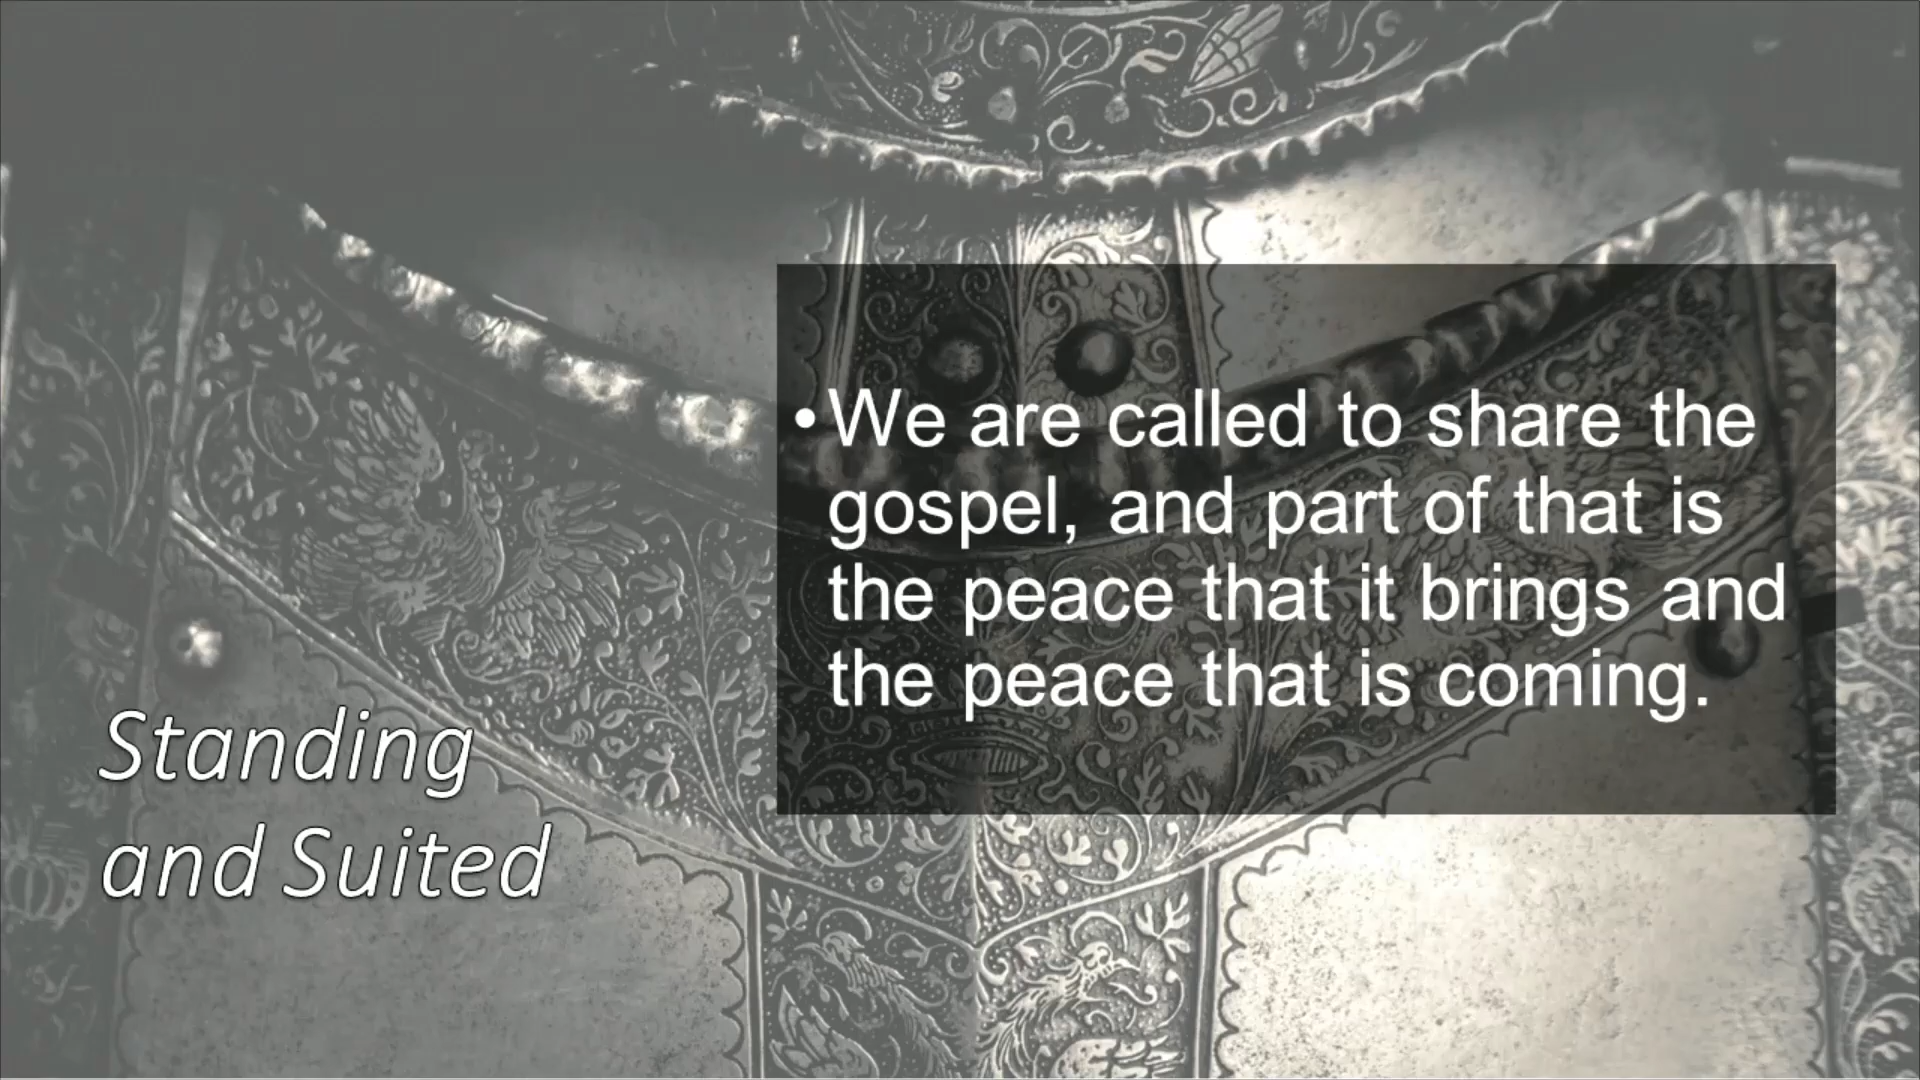 Standing
and Suited
• We are called to share the
gospel, and part of that is
the peace that it brings and
the peace that is coming.